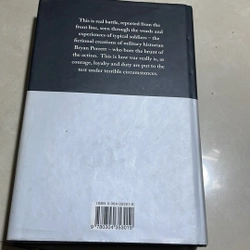 This is real battle, reported from the
front line, seen through the words and
experiences of typical soldiers – the
fictional creations of military historian
Bryan Perrett – who bear the brunt of
the action. This is how war really is, as
courage, loyalty and duty are put to the
test under terrible circumstances.